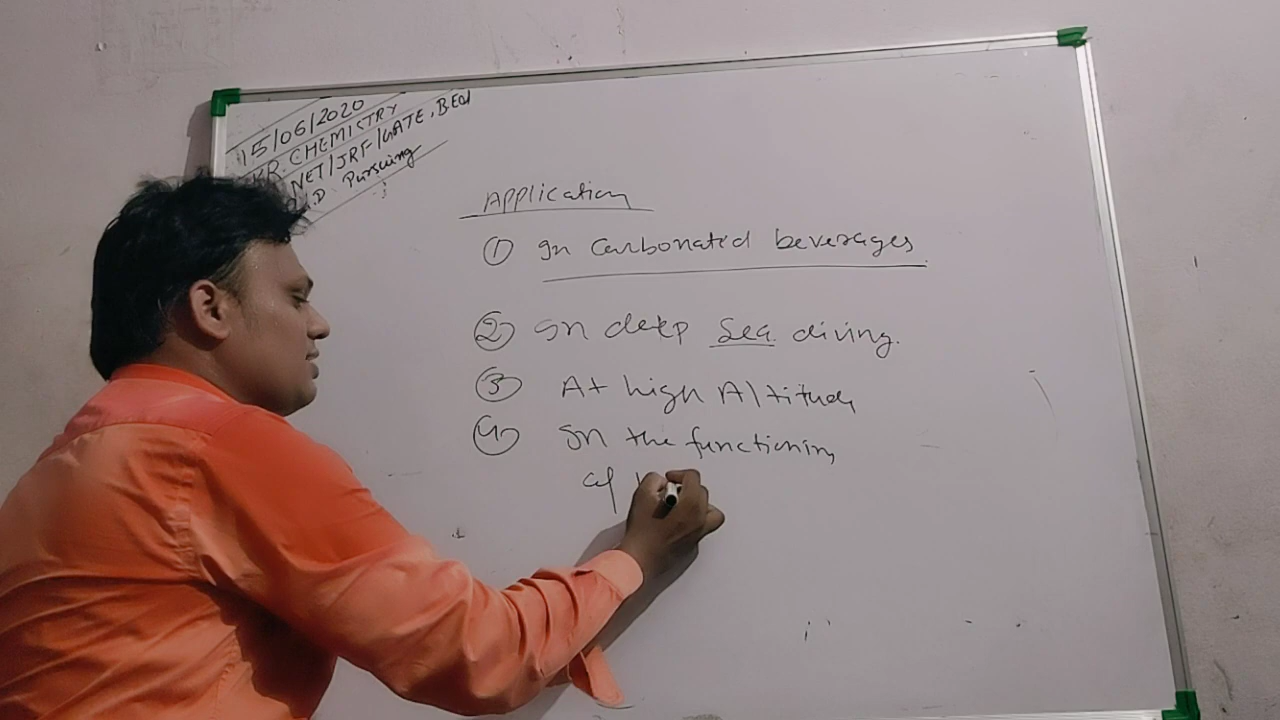 15/06/2020
KR. CHEMISTRY
NET/JRF/GATE, BEd
.D Pursuing
Application
① In Carbonated beverages.
② In deep Sea diving.
③ At high Altitude
④ In the functioning
of